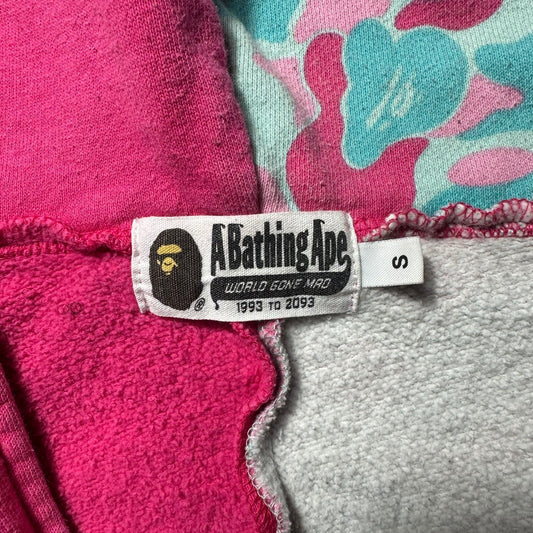 A Bathing Ape
WORLD GONE MAD
1993 TO 2093
®
S